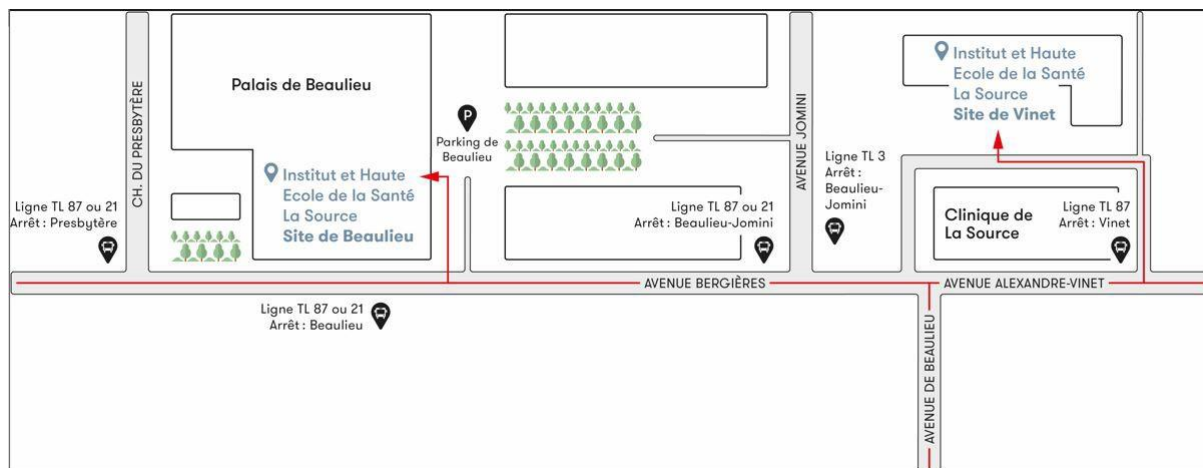 CH. DU PRESBYTÈRE
Palais de Beaulieu
P
Parking de
Beaulieu
Institut et Haute
Ecole de la Santé
La Source
Site de Beaulieu
Ligne TL 87 ou 21
Arrêt : Presbytère
Ligne TL 87 ou 21
Arrêt : Beaulieu
Ligne TL 87 ou 21
Arrêt : Beaulieu-Jomini
AVENUE JOMINI
Ligne TL 3
Arrêt :
Beaulieu-
Jomini
Institut et Haute
Ecole de la Santé
La Source
Site de Vinet
Clinique de
La Source
Ligne TL 87
Arrêt : Vinet
AVENUE BERGIÈRES
AVENUE ALEXANDRE-VINET
AVENUE DE BEAULIEU